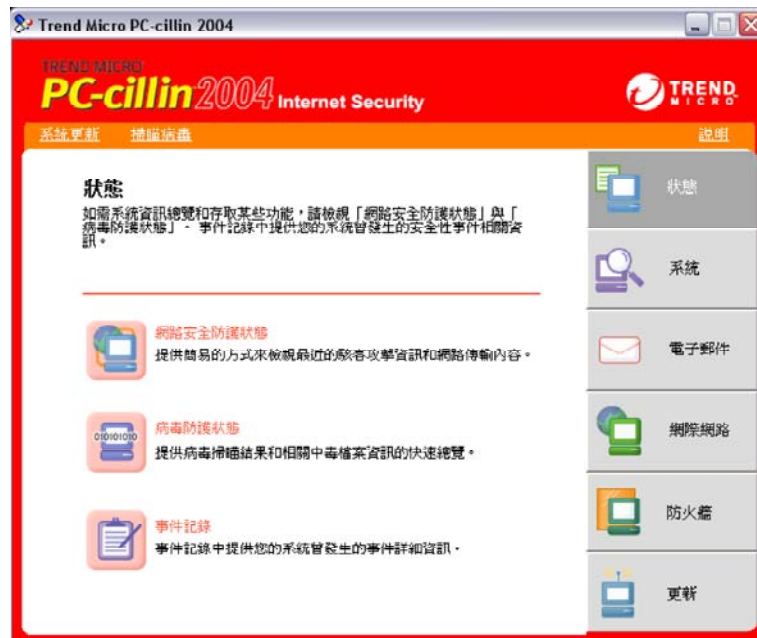 Trend Micro PC-cillin 2004
TREND MICRO
PC-cillin 2004 Internet Security
TREND MICRO
系統更新 掃瞄病毒 說明
狀態
如需系統資訊總覽和存取某些功能,請檢視「網路安全防護狀態」與「
病毒防護狀態」。事件記錄中提供您的系統曾發生的安全性事件相關資
訊。
網路安全防護狀態
提供簡易的方式來檢視最近的駭客攻擊資訊和網路傳輸內容。
010101010
病毒防護狀態
提供病毒掃瞄結果和相關中毒檔案資訊的快速總覽。
事件記錄
事件記錄中提供您的系統曾發生的事件詳細資訊。
狀態
系統
電子郵件
網際網路
防火牆
更新